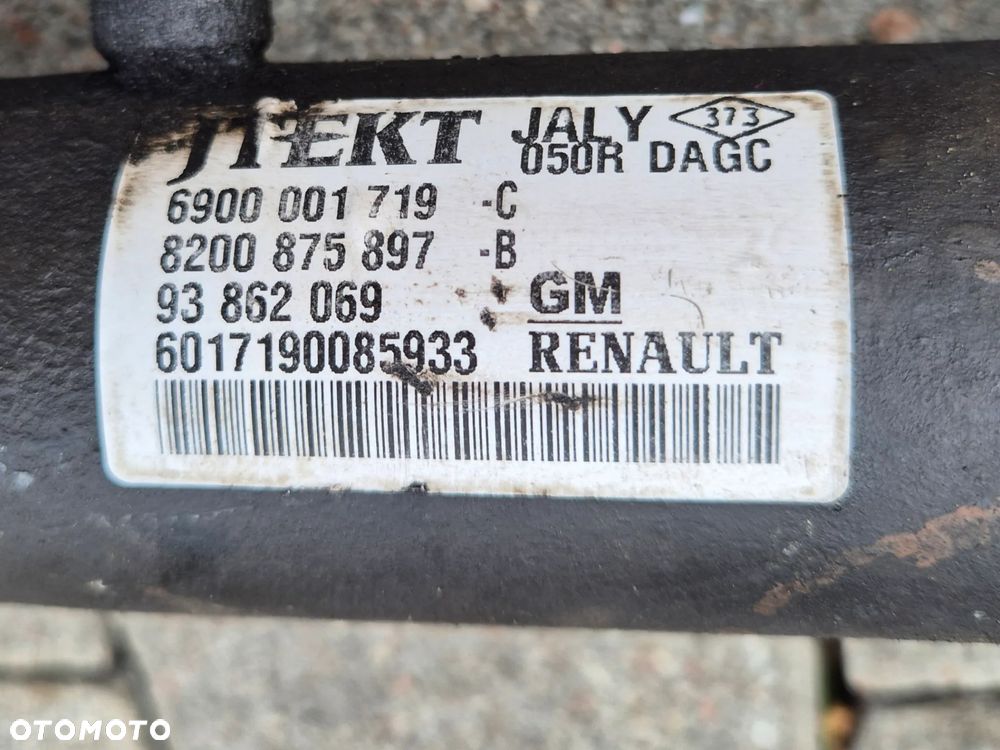 JTEKT JALY 373
050R DAGC
6900 001 719 -C
8200 875 897 -B
93 862 069 GM
6017190085933 RENAULT
OTOMOTO